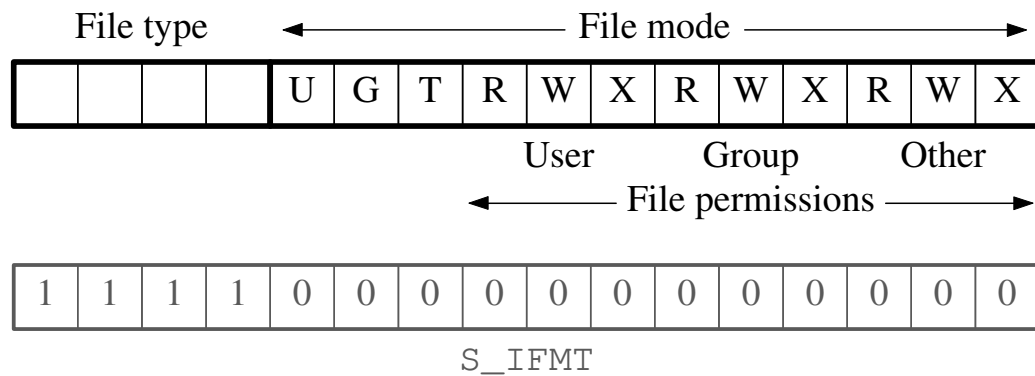 File type File mode
U G T R W X R W X R W X
User Group Other
File permissions
1 1 1 1 0 0 0 0 0 0 0 0 0 0 0 0
S_IFMT